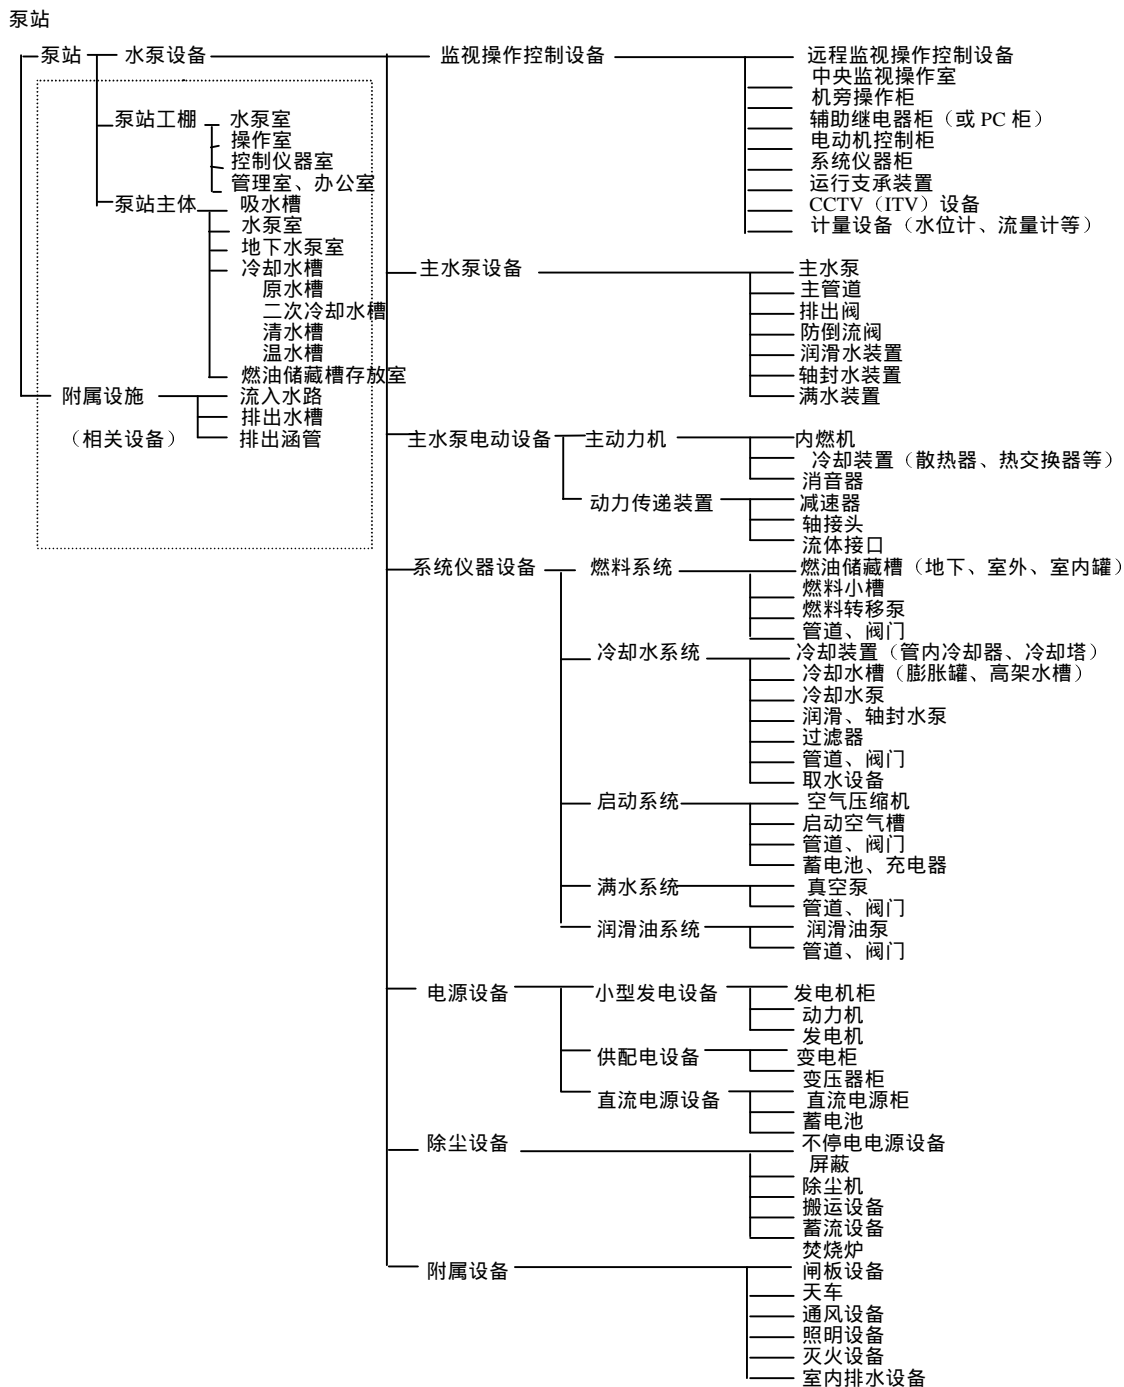 泵站
泵站 水泵设备 监视操作控制设备 远程监视操作控制设备
中央监视操作室
机旁操作柜
泵站工棚 水泵室 辅助继电器柜（或 PC 柜）
操作室 电动机控制柜
控制仪器室 系统仪器柜
管理室、办公室 运行支承装置
泵站主体 吸水槽 CCTV（ITV）设备
水泵室 计量设备（水位计、流量计等）
地下水泵室
冷却水槽 主水泵设备 主水泵
原水槽 主管道
二次冷却水槽 排出阀
清水槽 防倒流阀
温水槽 润滑水装置
燃油储藏槽存放室 轴封水装置
附属设施 流入水路 满水装置
排出水槽
（相关设备） 排出涵管 主水泵电动设备 主动力机 内燃机
冷却装置（散热器、热交换器等）
消音器
动力传递装置 减速器
轴接头
流体接口
系统仪器设备 燃料系统 燃油储藏槽（地下、室外、室内罐）
燃料小槽
燃料转移泵
管道、阀门
冷却水系统 冷却装置（管内冷却器、冷却塔）
冷却水槽（膨胀罐、高架水槽）
冷却水泵
润滑、轴封水泵
过滤器
管道、阀门
取水设备
启动系统 空气压缩机
启动空气槽
管道、阀门
蓄电池、充电器
满水系统 真空泵
管道、阀门
润滑油系统 润滑油泵
管道、阀门
电源设备 小型发电设备 发电机柜
动力机
发电机
供配电设备 变电柜
变压器柜
直流电源设备 直流电源柜
蓄电池
除尘设备 不停电电源设备
屏蔽
除尘机
搬运设备
蓄流设备
焚烧炉
附属设备 闸板设备
天车
通风设备
照明设备
灭火设备
室内排水设备